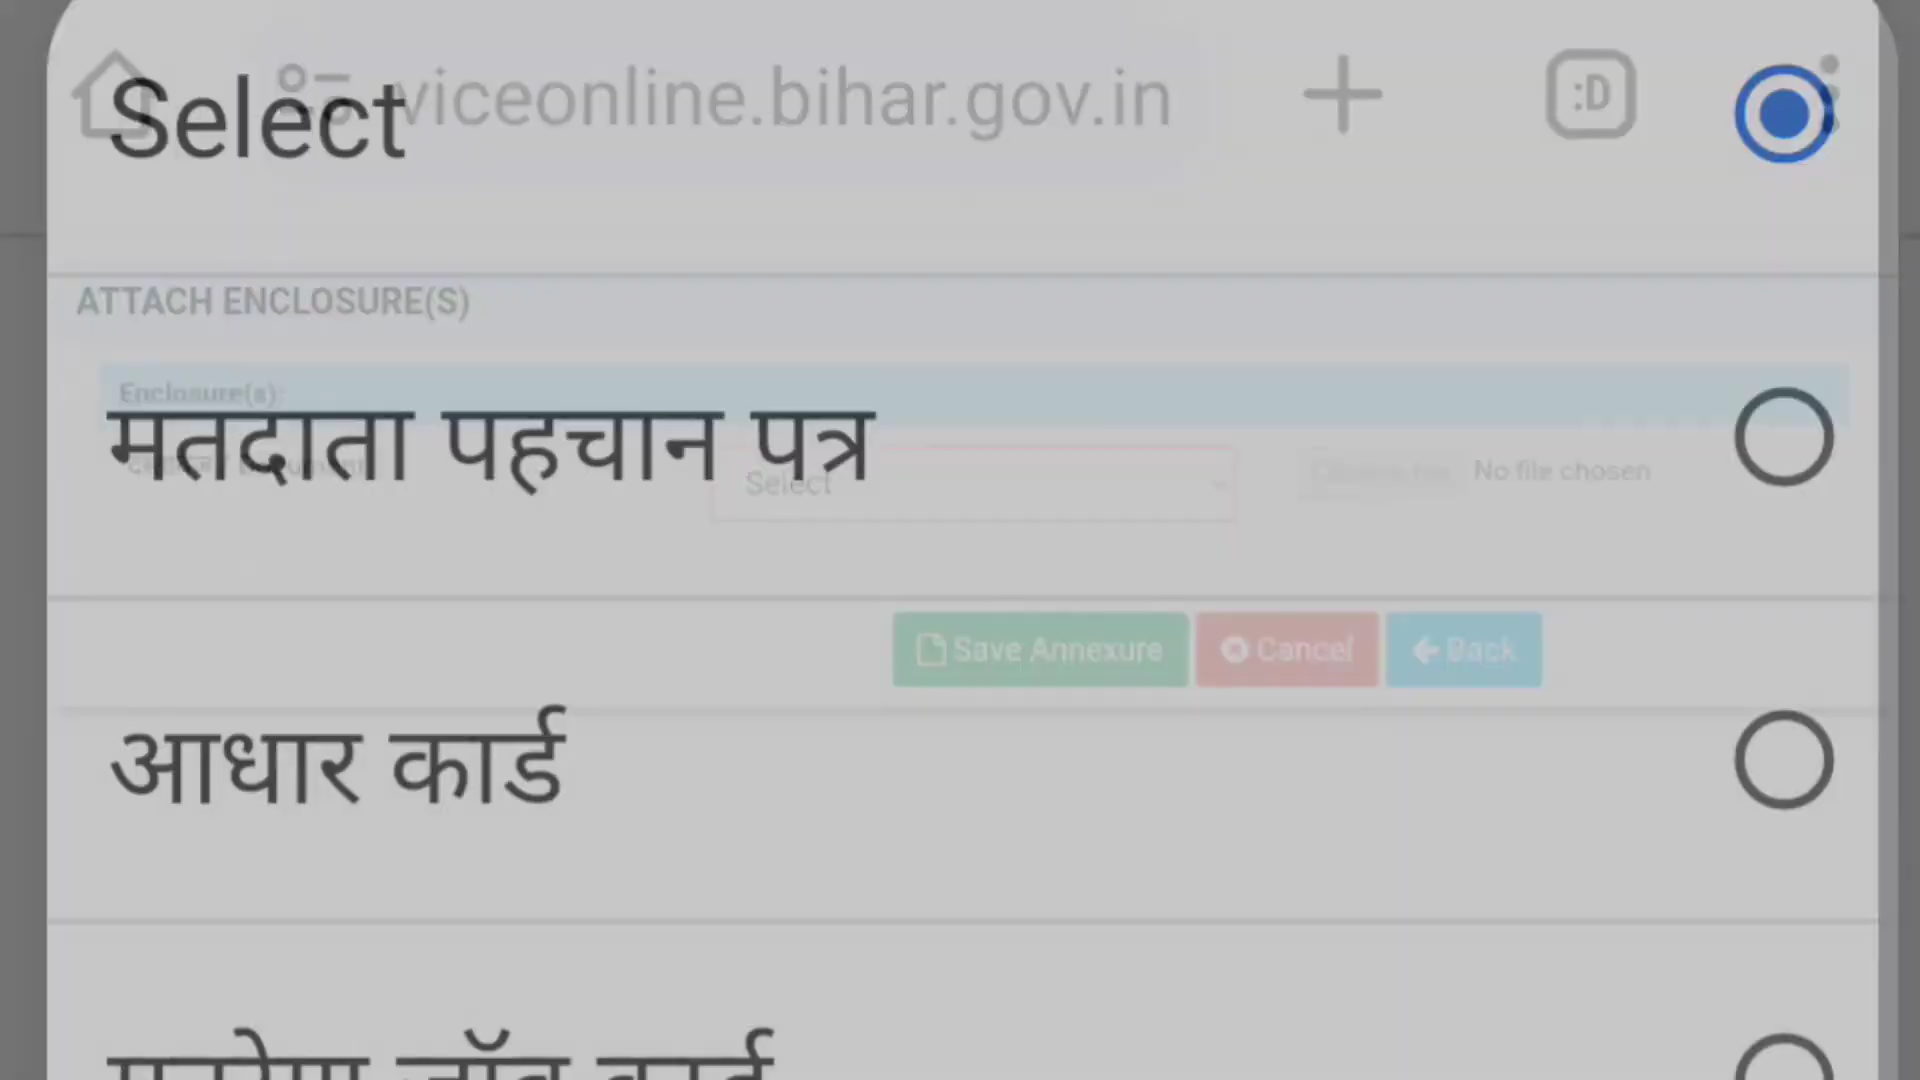 viceonline.bihar.gov.in
:D
Select
ATTACH ENCLOSURE(S)
Enclosure(s):
मतदाता पहचान पत्र
Select
No file chosen
Save Annexure
Cancel
Back
आधार कार्ड